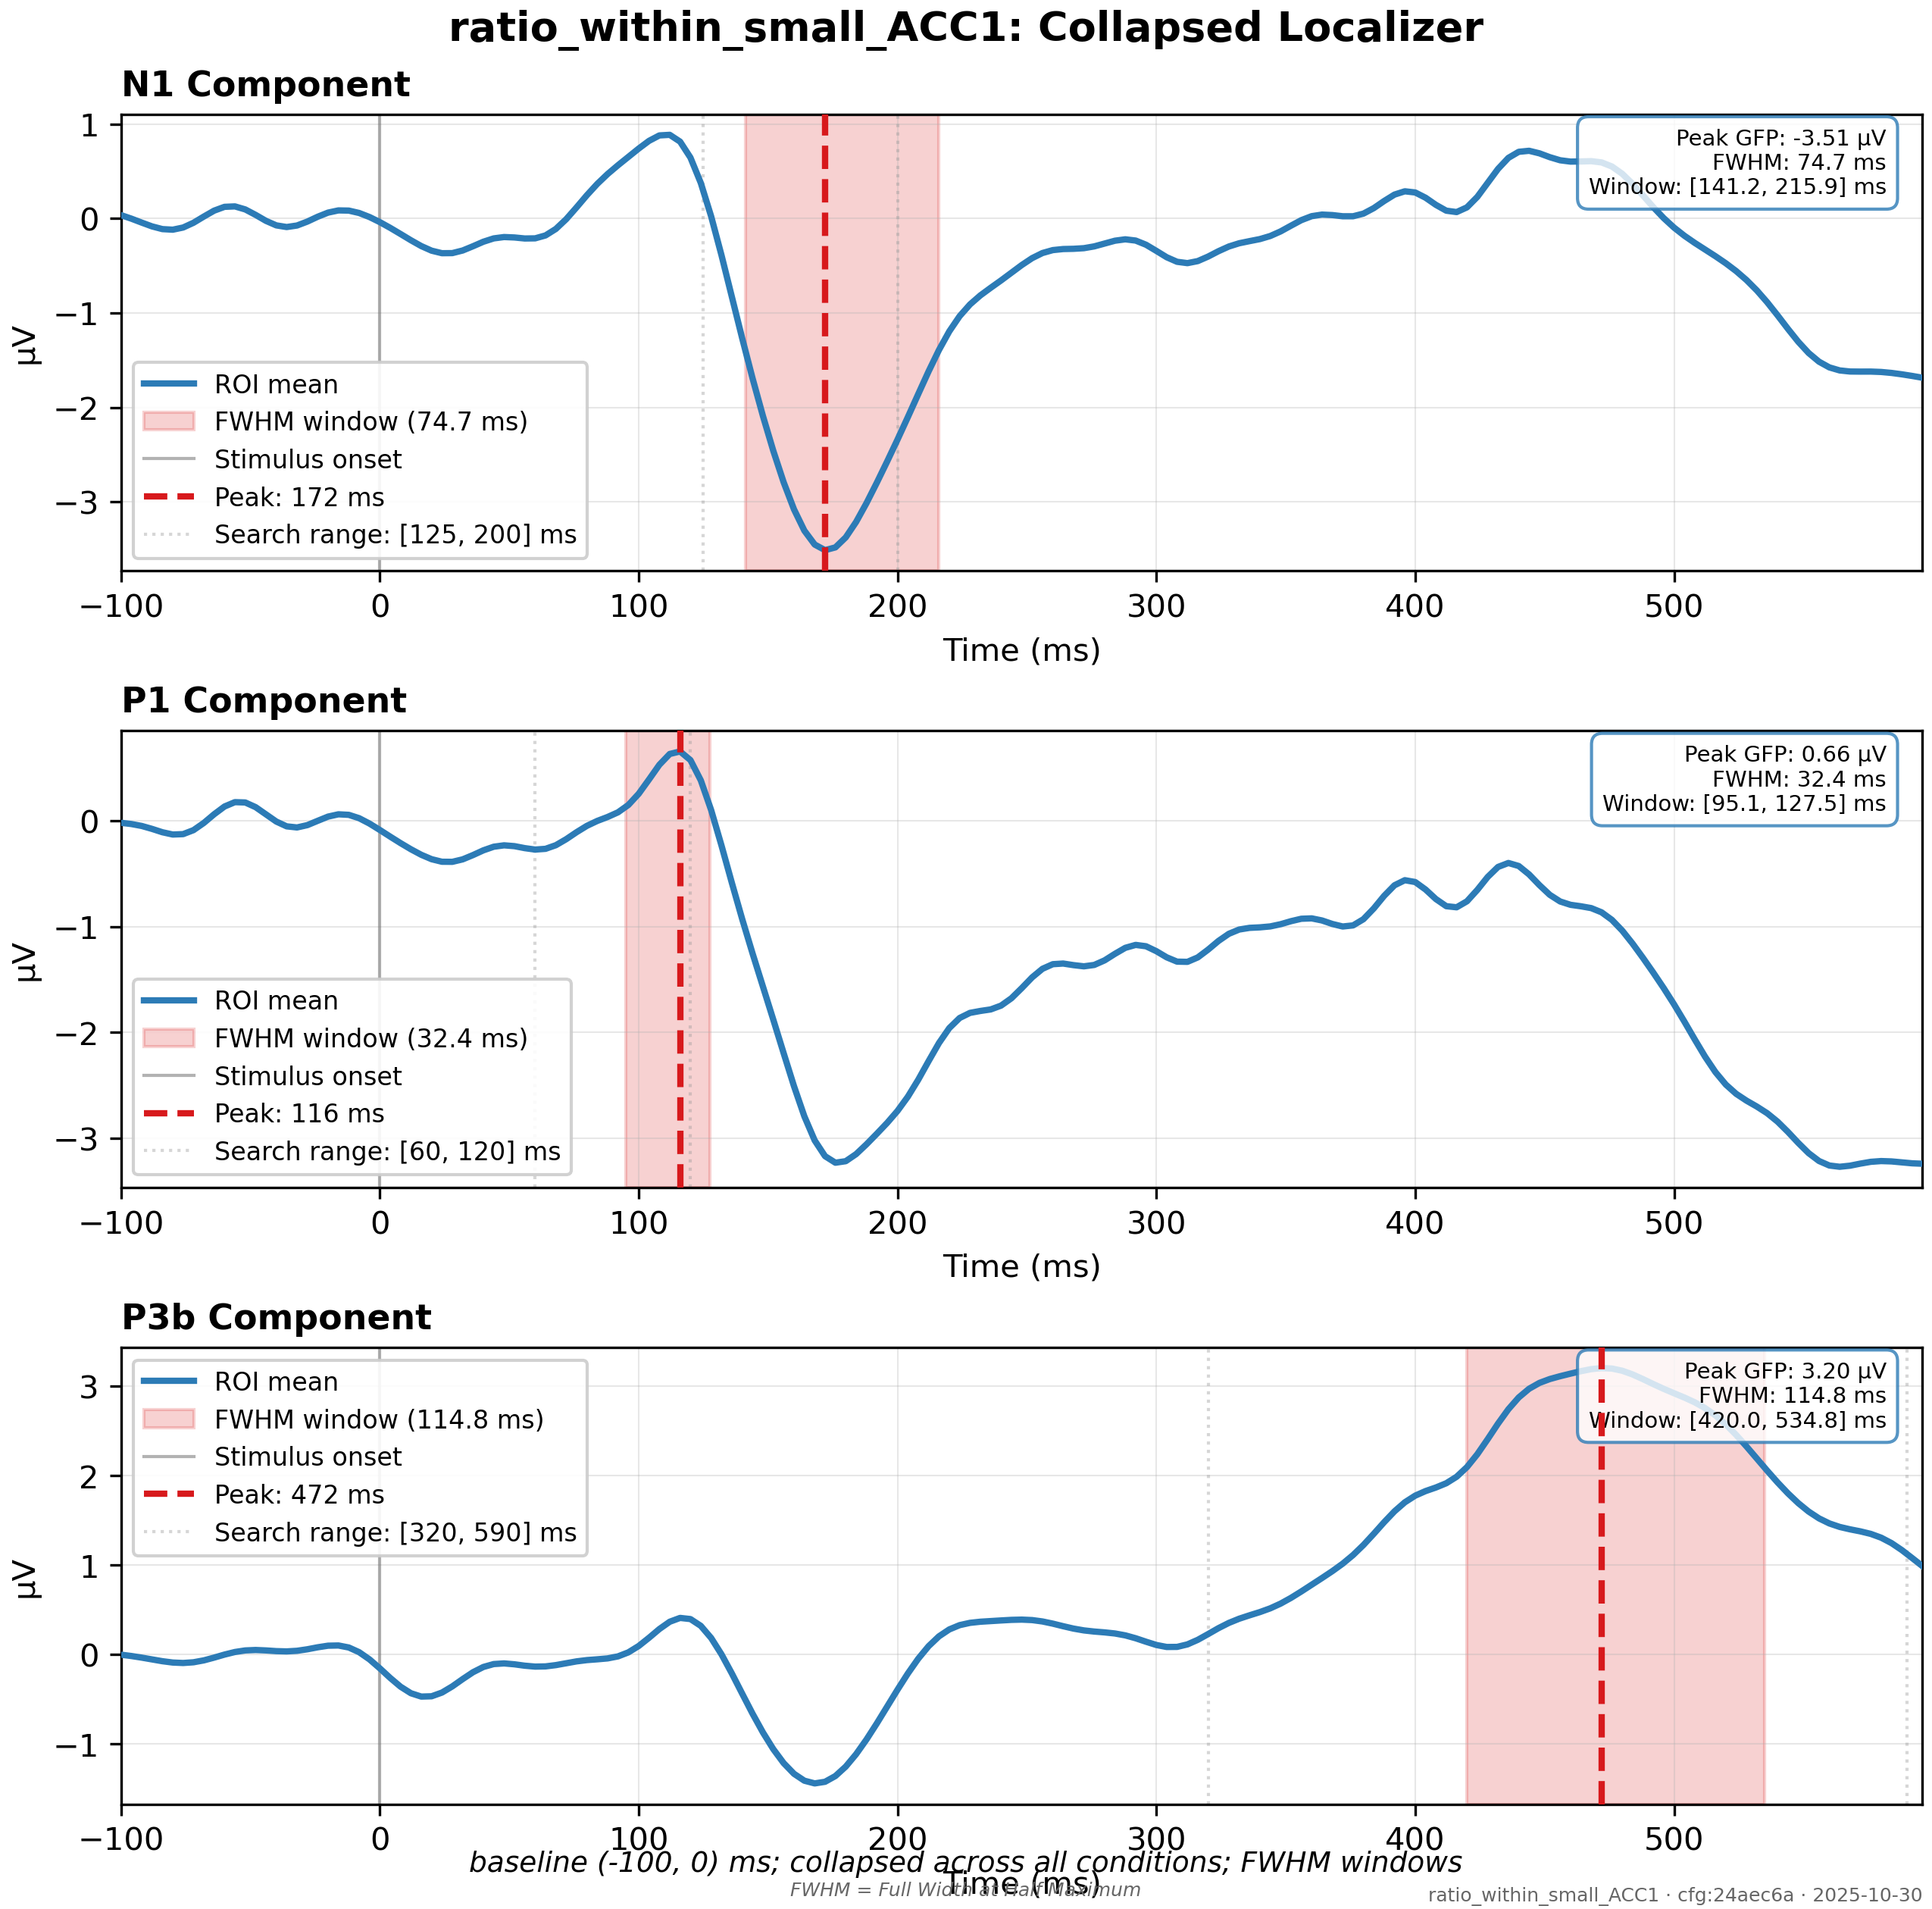 ratio_within_small_ACC1: Collapsed Localizer
N1 Component
Peak GFP: -3.51 µV
FWHM: 74.7 ms
Window: [141.2, 215.9] ms
1
0
−1
−2
−3
µV
ROI mean
FWHM window (74.7 ms)
Stimulus onset
Peak: 172 ms
Search range: [125, 200] ms
−100 0 100 200 300 400 500
Time (ms)
P1 Component
Peak GFP: 0.66 µV
FWHM: 32.4 ms
Window: [95.1, 127.5] ms
0
−1
−2
−3
µV
ROI mean
FWHM window (32.4 ms)
Stimulus onset
Peak: 116 ms
Search range: [60, 120] ms
−100 0 100 200 300 400 500
Time (ms)
P3b Component
Peak GFP: 3.20 µV
FWHM: 114.8 ms
Window: [420.0, 534.8] ms
ROI mean
FWHM window (114.8 ms)
Stimulus onset
Peak: 472 ms
Search range: [320, 590] ms
3
2
1
0
−1
µV
−100 0 100 200 300 400 500
baseline (-100, 0) ms; collapsed across all conditions; FWHM windows
Time (ms)
FWHM = Full Width at Half Maximum
ratio_within_small_ACC1 · cfg:24aec6a · 2025-10-30